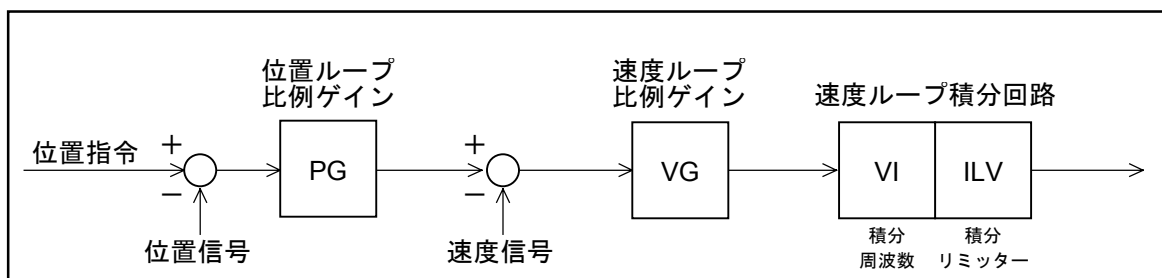 位置ループ
比例ゲイン
速度ループ
比例ゲイン
速度ループ積分回路
位置指令
+
−
PG
+
−
VG
VI
ILV
位置信号
速度信号
積分
周波数
積分
リミッター